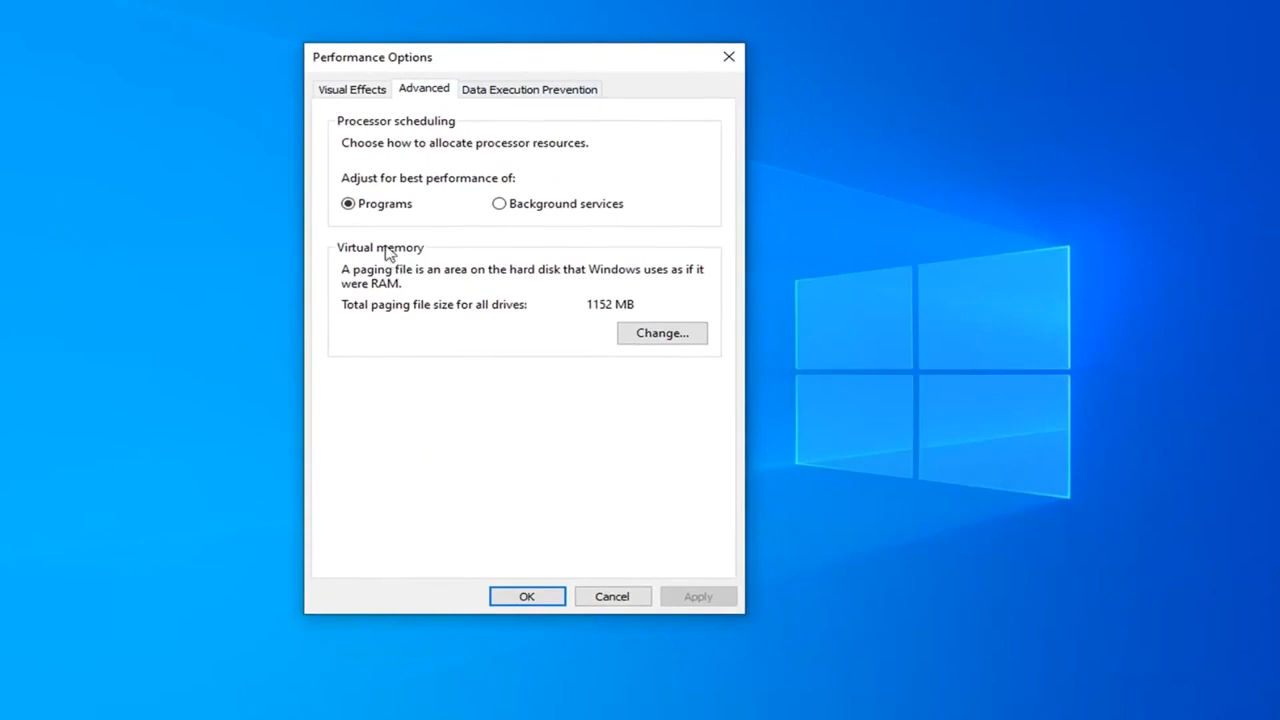 Performance Options
Visual Effects
Advanced
Data Execution Prevention
Processor scheduling
Choose how to allocate processor resources.
Adjust for best performance of:
Programs
Background services
Virtual memory
A paging file is an area on the hard disk that Windows uses as if it
were RAM.
Total paging file size for all drives: 1152 MB
Change...
OK
Cancel
Apply